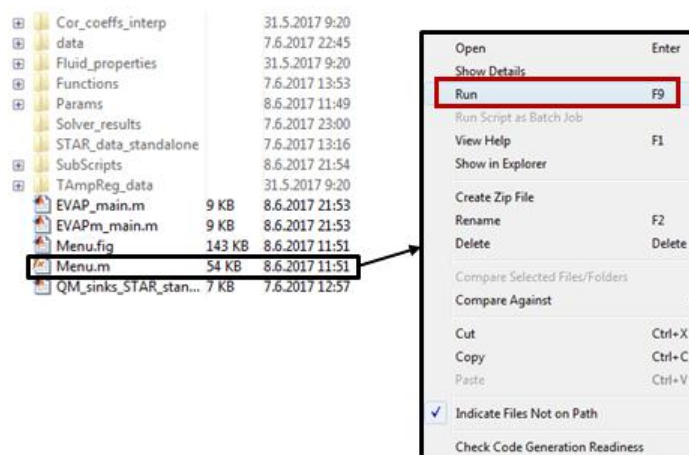 Cor_coeffs_interp 31.5.2017 9:20
data 7.6.2017 22:45
Fluid_properties 31.5.2017 9:20
Functions 7.6.2017 13:53
Params 8.6.2017 11:49
Solver_results 7.6.2017 23:00
STAR_data_standalone 7.6.2017 13:16
SubScripts 8.6.2017 21:54
TAmpReg_data 31.5.2017 9:20
EVAP_main.m 9 KB 8.6.2017 21:53
EVAPm_main.m 9 KB 8.6.2017 21:53
Menu.fig 143 KB 8.6.2017 11:51
Menu.m 54 KB 8.6.2017 11:51
QM_sinks_STAR_stan... 7 KB 7.6.2017 12:57
Open Enter
Show Details
Run F9
Run Script as Batch Job
View Help F1
Show in Explorer
Create Zip File
Rename F2
Delete Delete
Compare Selected Files/Folders
Compare Against
Cut Ctrl+X
Copy Ctrl+C
Paste Ctrl+V
Indicate Files Not on Path
Check Code Generation Readiness